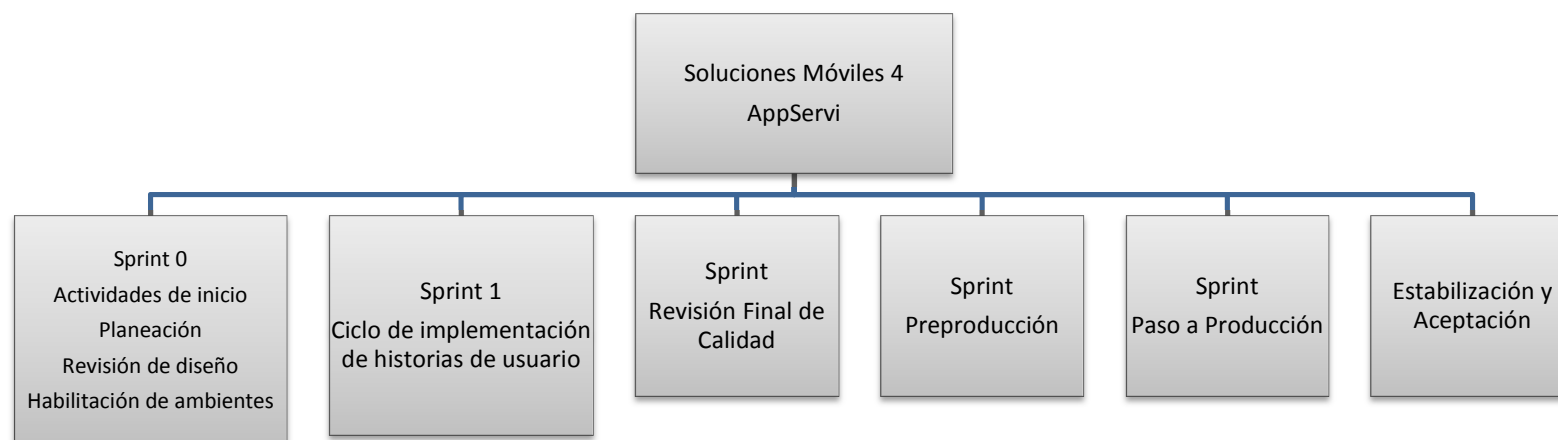 Soluciones Móviles 4
AppServi
Sprint 0
Actividades de inicio
Planeación
Revisión de diseño
Habilitación de ambientes
Sprint 1
Ciclo de implementación
de historias de usuario
Sprint
Revisión Final de
Calidad
Sprint
Preproducción
Sprint
Paso a Producción
Estabilización y
Aceptación